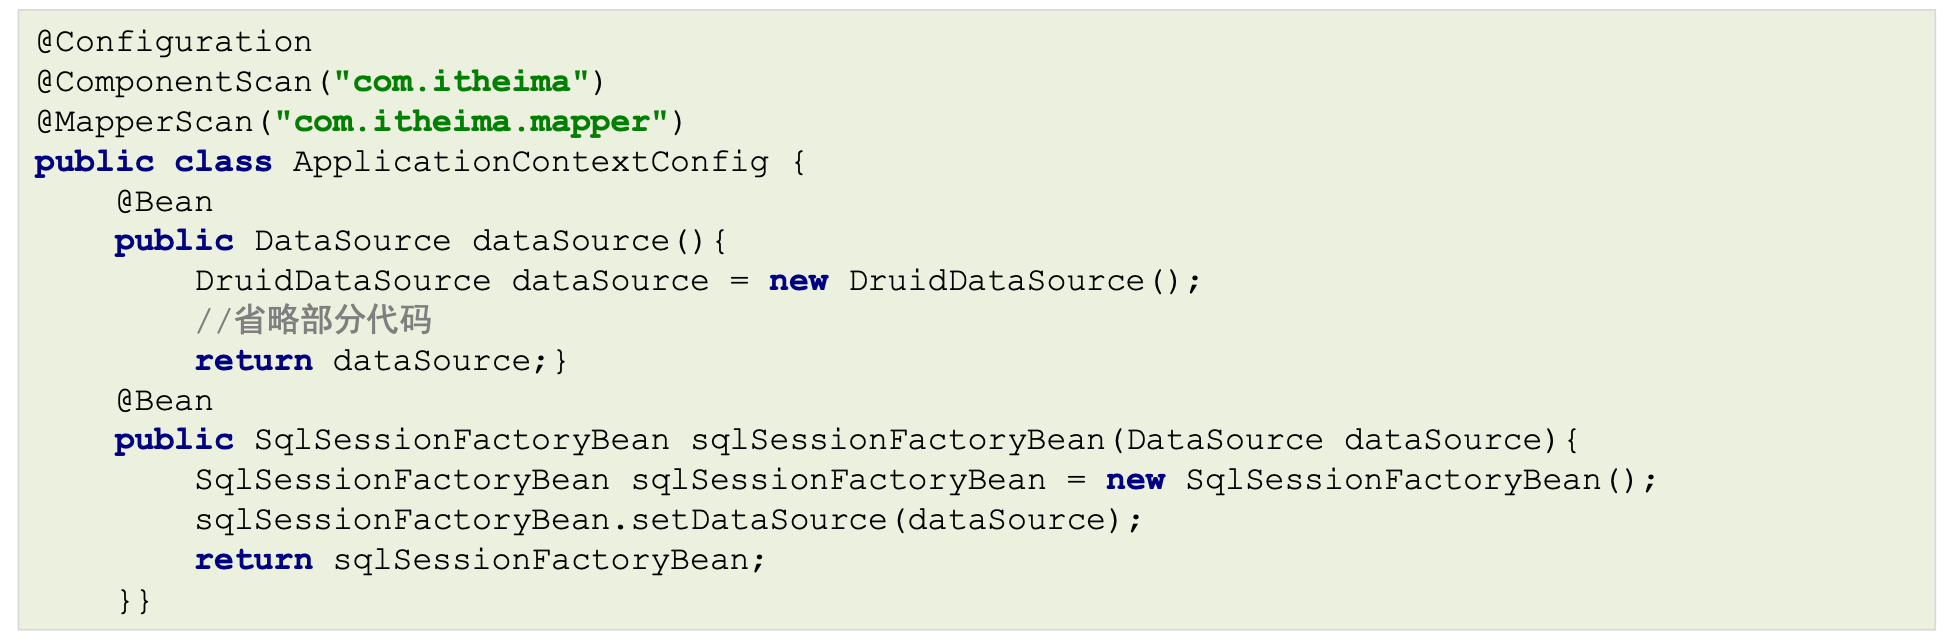 @Configuration
@ComponentScan("com.itheima")
@MapperScan("com.itheima.mapper")
public class ApplicationContextConfig {
    @Bean
    public DataSource dataSource(){
        DruidDataSource dataSource = new DruidDataSource();
        //省略部分代码
        return dataSource;}
    @Bean
    public SqlSessionFactoryBean sqlSessionFactoryBean(DataSource dataSource){
        SqlSessionFactoryBean sqlSessionFactoryBean = new SqlSessionFactoryBean();
        sqlSessionFactoryBean.setDataSource(dataSource);
        return sqlSessionFactoryBean;
    }}